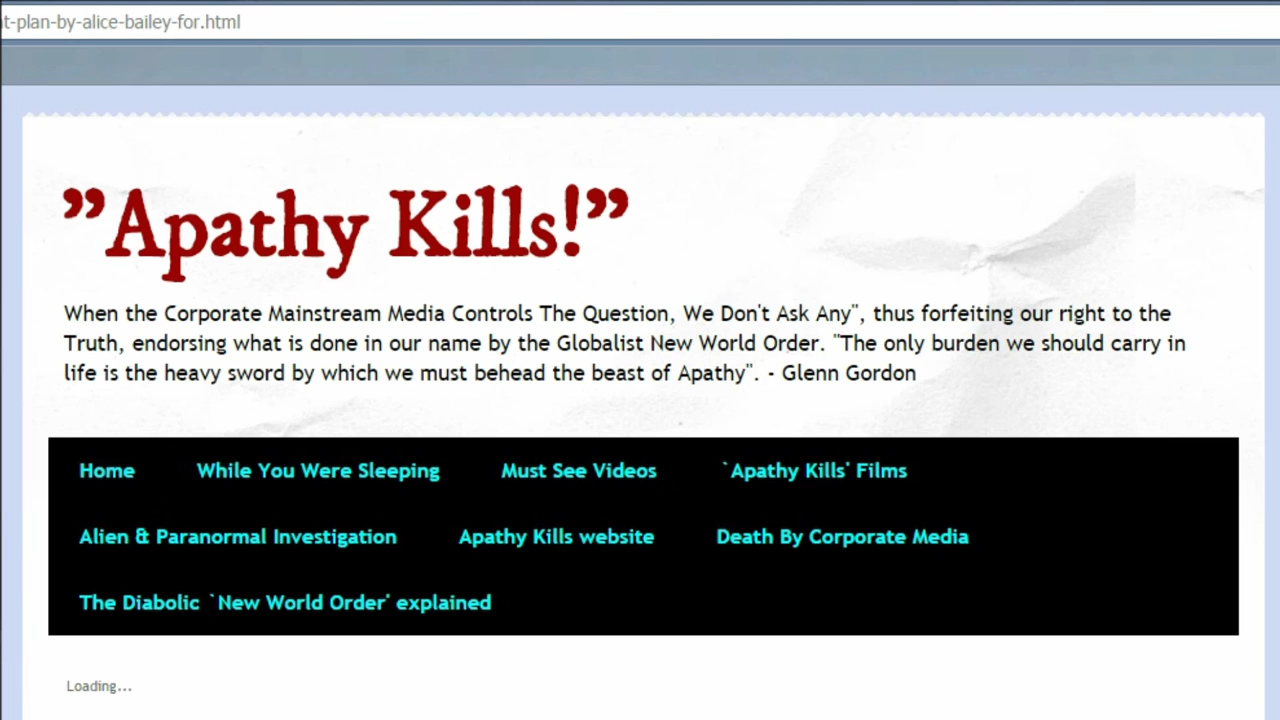 t-plan-by-alice-bailey-for.html
”Apathy Kills!”
When the Corporate Mainstream Media Controls The Question, We Don't Ask Any", thus forfeiting our right to the
Truth, endorsing what is done in our name by the Globalist New World Order. "The only burden we should carry in
life is the heavy sword by which we must behead the beast of Apathy". - Glenn Gordon
Home While You Were Sleeping Must See Videos `Apathy Kills' Films
Alien & Paranormal Investigation Apathy Kills website Death By Corporate Media
The Diabolic `New World Order' explained
Loading...